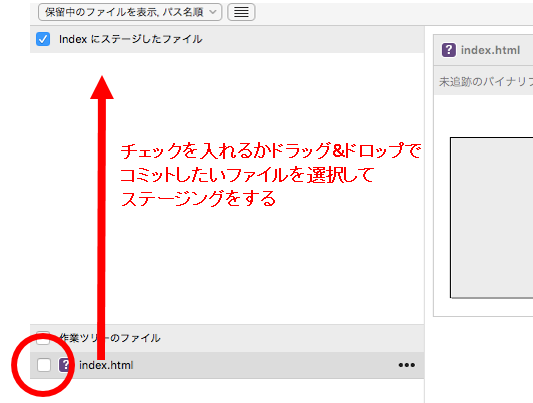 保留中のファイルを表示, パス名順
Index にステージしたファイル
? index.html
未追跡のバイナリフ
チェックを入れるかドラッグ&ドロップで
コミットしたいファイルを選択して
ステージングをする
作業ツリーのファイル
? index.html